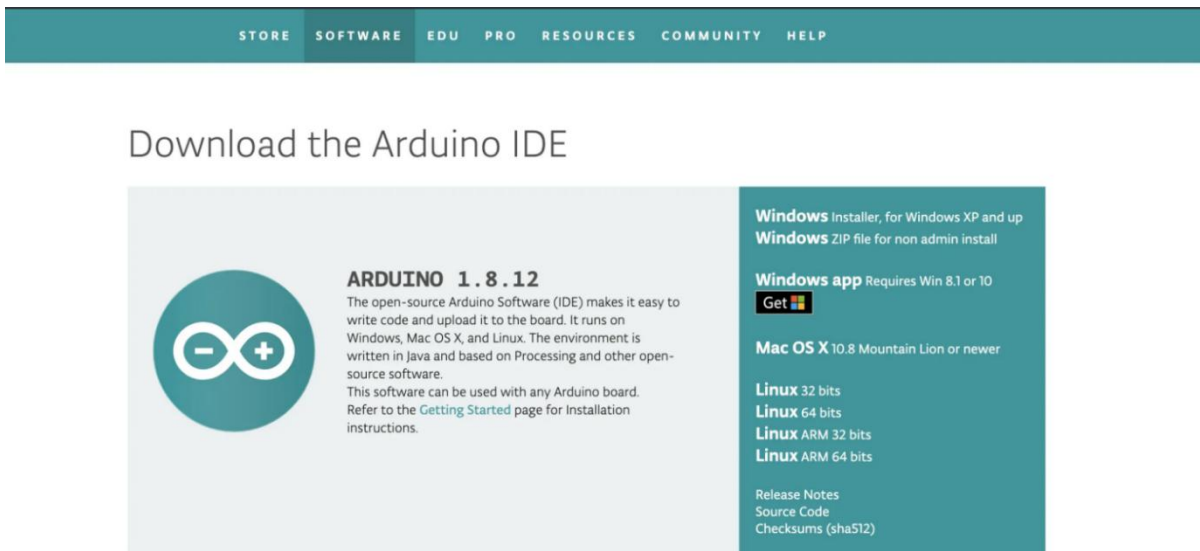 STORE SOFTWARE EDU PRO RESOURCES COMMUNITY HELP
Download the Arduino IDE
ARDUINO 1.8.12
The open-source Arduino Software (IDE) makes it easy to
write code and upload it to the board. It runs on
Windows, Mac OS X, and Linux. The environment is
written in Java and based on Processing and other open-
source software.
This software can be used with any Arduino board.
Refer to the Getting Started page for Installation
instructions.
Windows Installer, for Windows XP and up
Windows ZIP file for non admin install
Windows app Requires Win 8.1 or 10
Get
Mac OS X 10.8 Mountain Lion or newer
Linux 32 bits
Linux 64 bits
Linux ARM 32 bits
Linux ARM 64 bits
Release Notes
Source Code
Checksums (sha512)